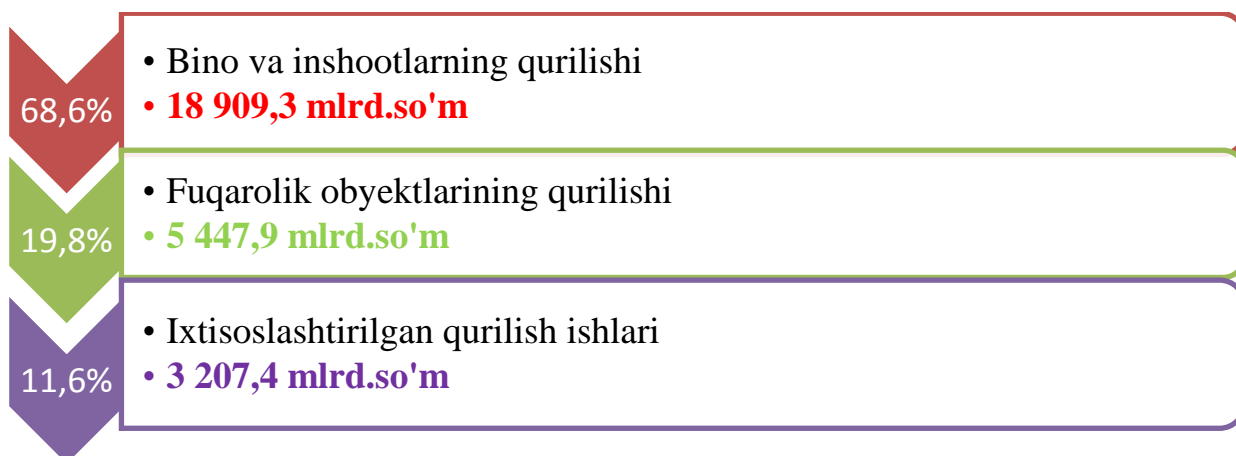 68,6%
• Bino va inshootlarning qurilishi
• 18 909,3 mlrd.so'm
19,8%
• Fuqarolik obyektlarining qurilishi
• 5 447,9 mlrd.so'm
11,6%
• Ixtisoslashtirilgan qurilish ishlari
• 3 207,4 mlrd.so'm